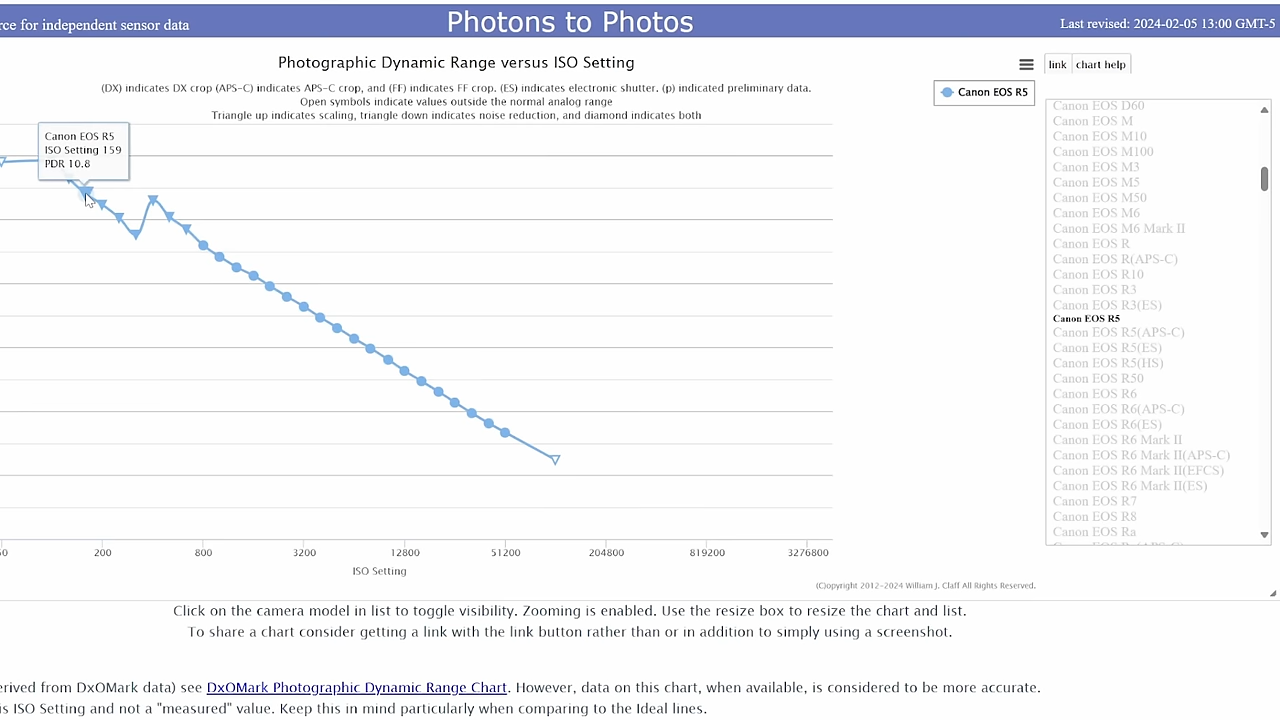 rce for independent sensor data
Photons to Photos
Last revised: 2024-02-05 13:00 GMT-5
Photographic Dynamic Range versus ISO Setting
(DX) indicates DX crop (APS-C) indicates APS-C crop, and (FF) indicates FF crop. (ES) indicates electronic shutter. (p) indicated preliminary data.
Open symbols indicate values outside the normal analog range
Triangle up indicates scaling, triangle down indicates noise reduction, and diamond indicates both
link
chart help
Canon EOS R5
Canon EOS R5
ISO Setting 159
PDR 10.8
Canon EOS D60
Canon EOS M
Canon EOS M10
Canon EOS M100
Canon EOS M3
Canon EOS M5
Canon EOS M50
Canon EOS M6
Canon EOS M6 Mark II
Canon EOS R
Canon EOS R(APS-C)
Canon EOS R10
Canon EOS R3
Canon EOS R3(ES)
Canon EOS R5
Canon EOS R5(APS-C)
Canon EOS R5(ES)
Canon EOS R5(HS)
Canon EOS R50
Canon EOS R6
Canon EOS R6(APS-C)
Canon EOS R6(ES)
Canon EOS R6 Mark II
Canon EOS R6 Mark II(APS-C)
Canon EOS R6 Mark II(EFCS)
Canon EOS R6 Mark II(ES)
Canon EOS R7
Canon EOS R8
Canon EOS Ra
200 800 3200 12800 51200 204800 819200 3276800
ISO Setting
(C)opyright 2012-2024 William J. Claff All Rights Reserved.
Click on the camera model in list to toggle visibility. Zooming is enabled. Use the resize box to resize the chart and list.
To share a chart consider getting a link with the link button rather than or in addition to simply using a screenshot.
erived from DxOMark data) see DxOMark Photographic Dynamic Range Chart. However, data on this chart, when available, is considered to be more accurate.
is ISO Setting and not a "measured" value. Keep this in mind particularly when comparing to the Ideal lines.